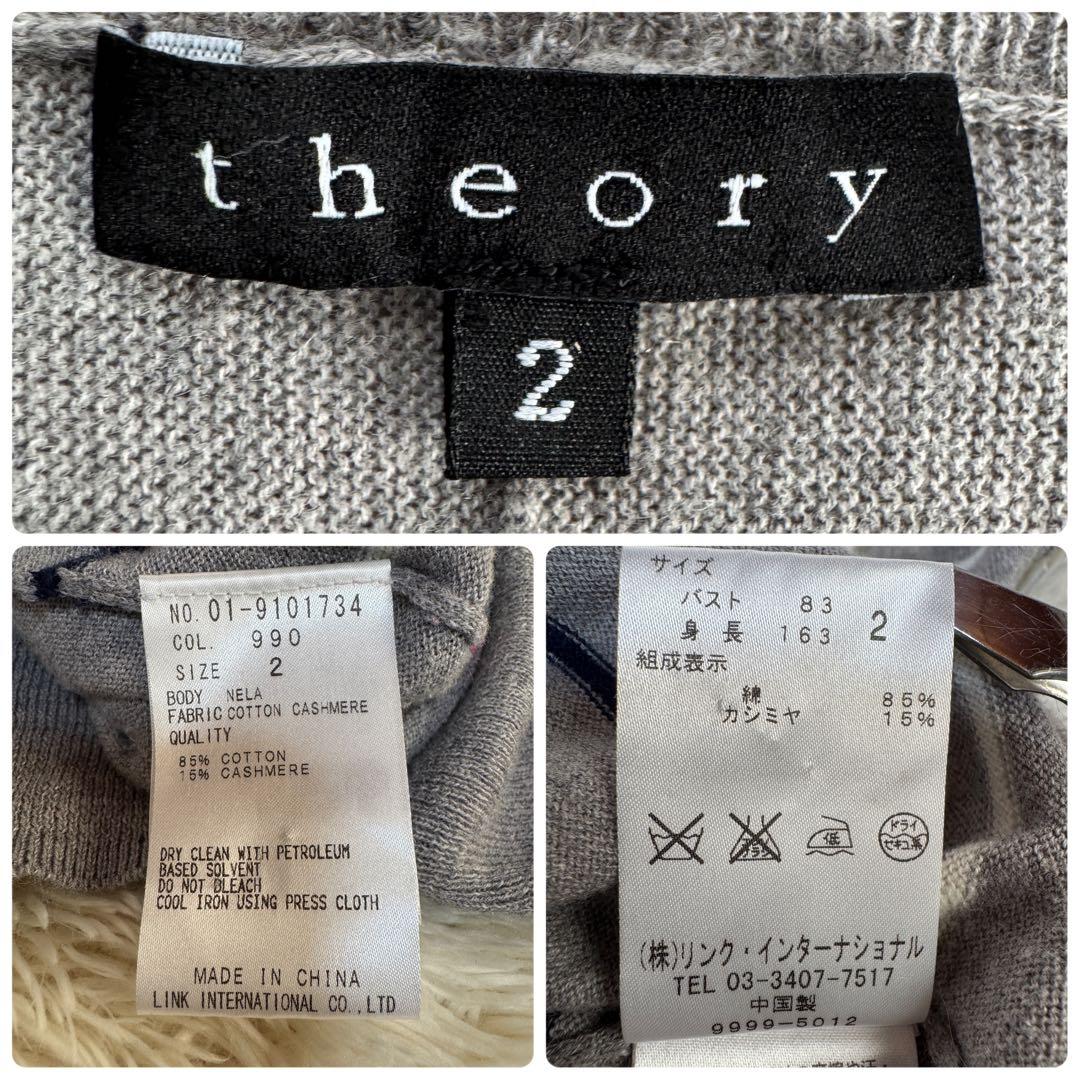 theory
2
NO. 01-9101734
COL. 990
SIZE 2
BODY NELA
FABRIC COTTON CASHMERE
QUALITY
85% COTTON
15% CASHMERE
DRY CLEAN WITH PETROLEUM
BASED SOLVENT
DO NOT BLEACH
COOL IRON USING PRESS CLOTH
MADE IN CHINA
LINK INTERNATIONAL CO.,LTD
サイズ
バスト 83
身長 163 2
組成表示
綿 85%
カシミヤ 15%
低
ドライ
セキユ系
(株)リンク・インターナショナル
TEL 03-3407-7517
中国製
9999-5012